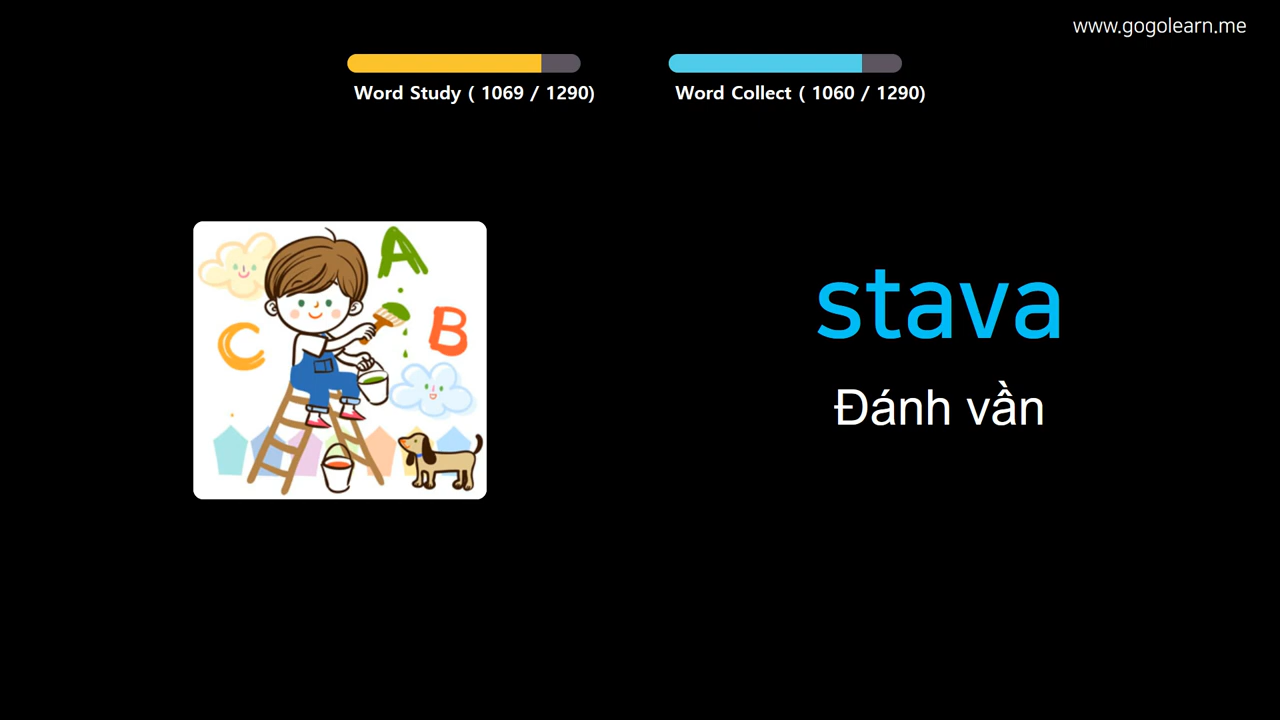 www.gogolearn.me
Word Study ( 1069 / 1290)
Word Collect ( 1060 / 1290)
A
B
C
stava
Đánh vần